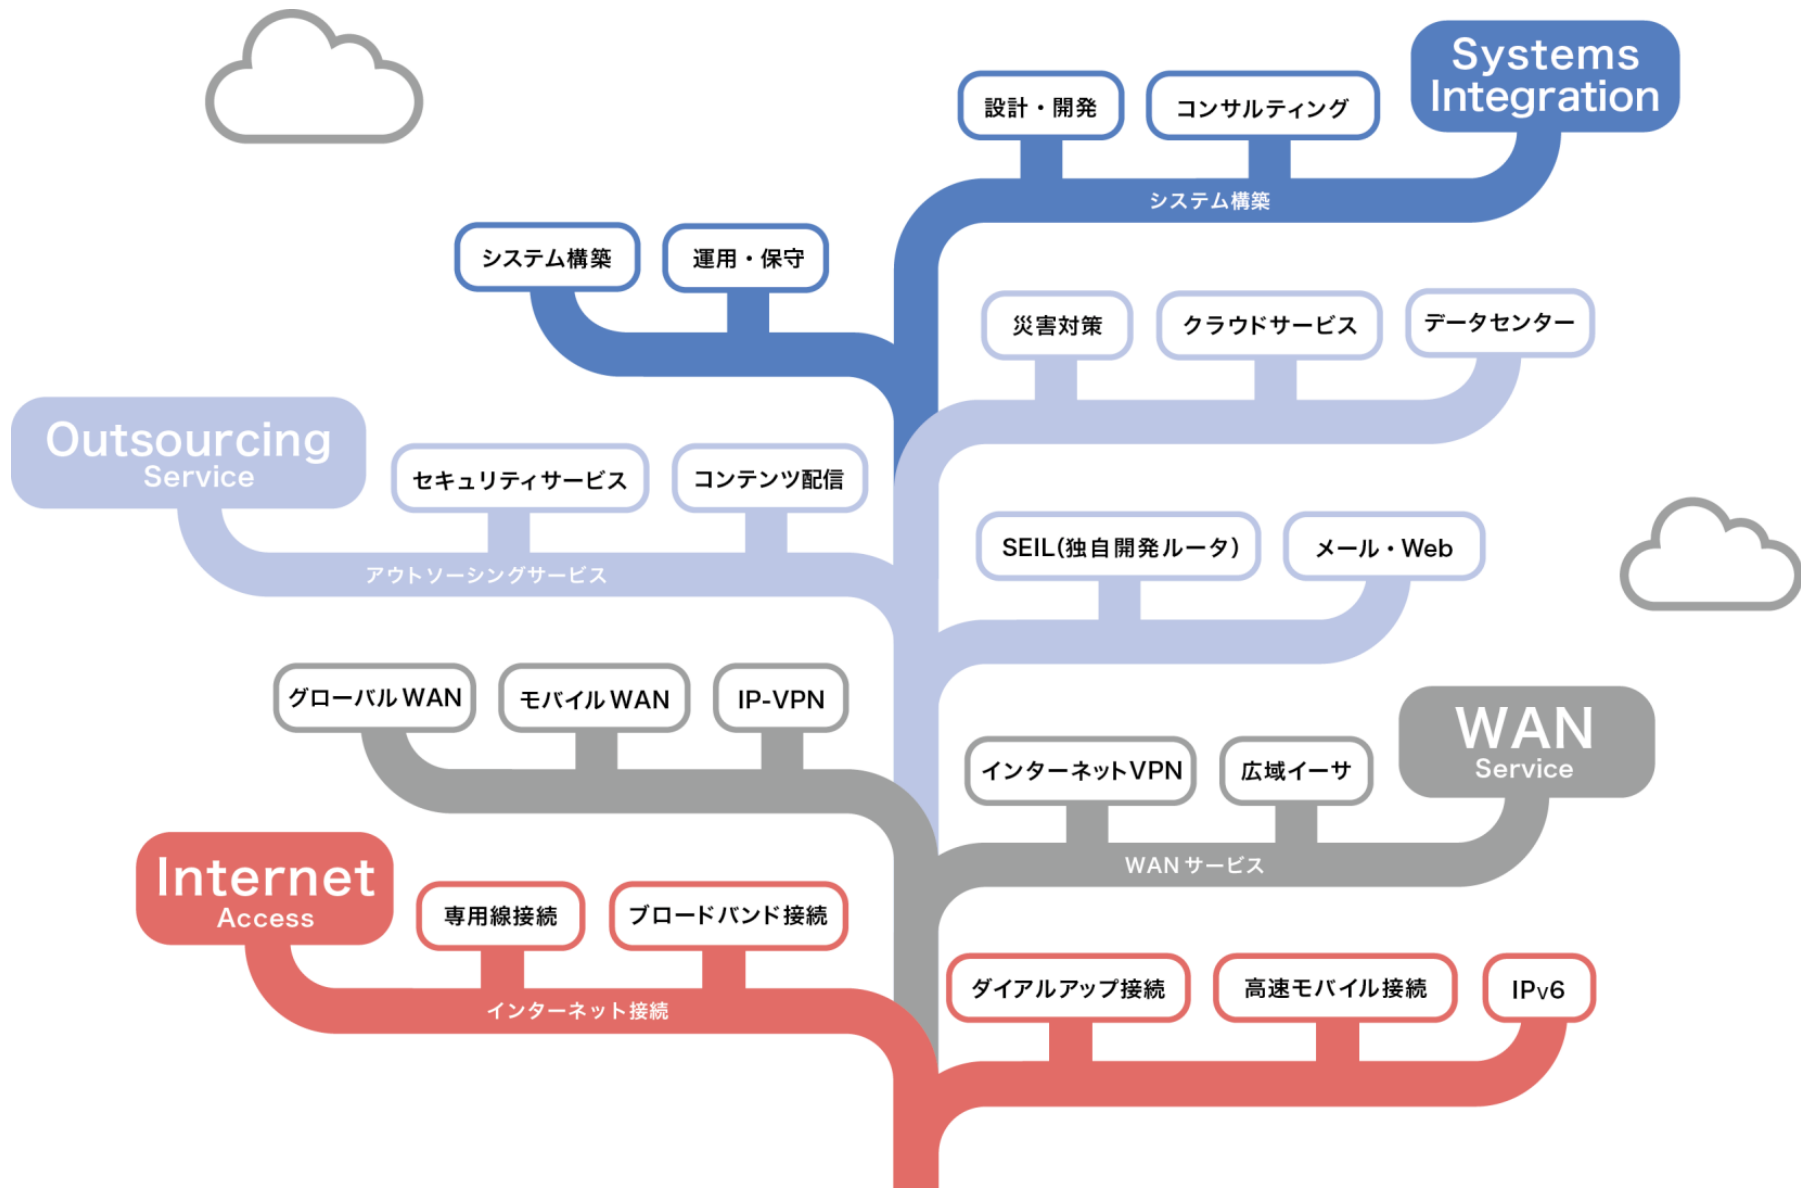 Systems
Integration
設計・開発
コンサルティング
システム構築
システム構築
運用・保守
災害対策
クラウドサービス
データセンター
Outsourcing
Service
セキュリティサービス
コンテンツ配信
アウトソーシングサービス
SEIL(独自開発ルータ)
メール・Web
グローバルWAN
モバイルWAN
IP-VPN
WAN
Service
インターネットVPN
広域イーサ
WANサービス
Internet
Access
専用線接続
ブロードバンド接続
インターネット接続
ダイアルアップ接続
高速モバイル接続
IPv6